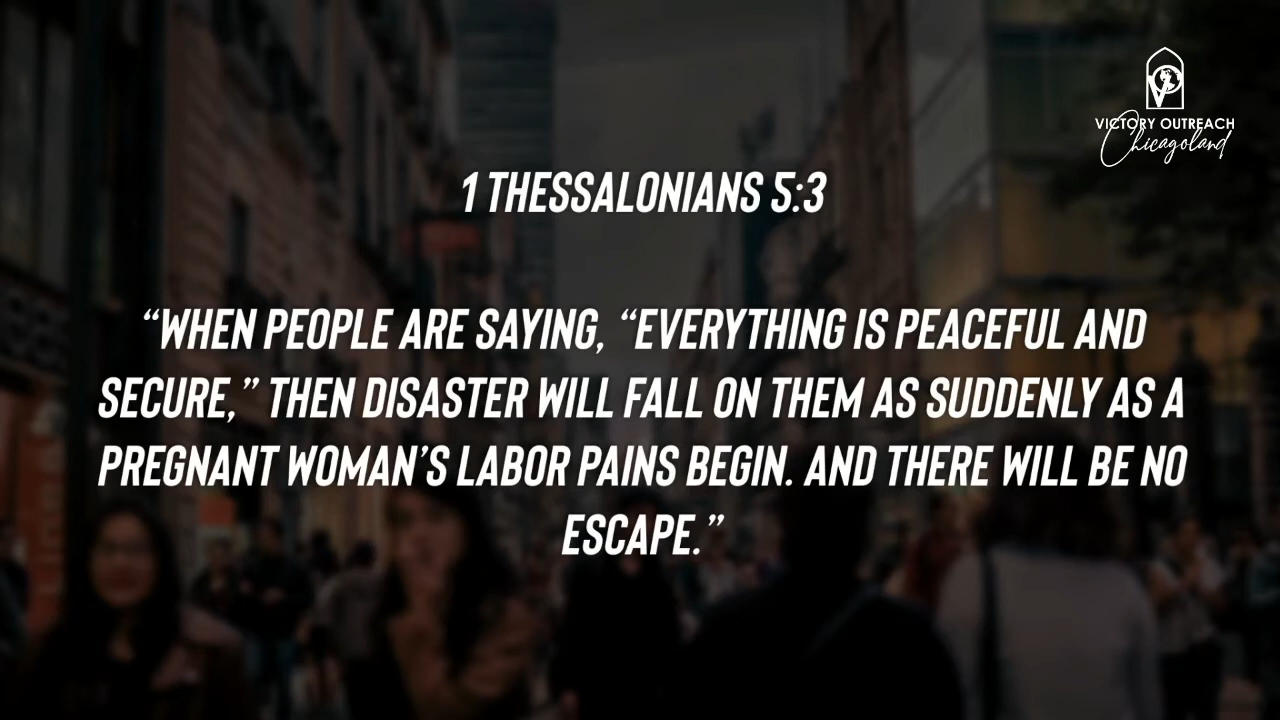 VICTORY OUTREACH
Chicagoland
1 THESSALONIANS 5:3
“WHEN PEOPLE ARE SAYING, “EVERYTHING IS PEACEFUL AND
SECURE,” THEN DISASTER WILL FALL ON THEM AS SUDDENLY AS A
PREGNANT WOMAN’S LABOR PAINS BEGIN. AND THERE WILL BE NO
ESCAPE.”